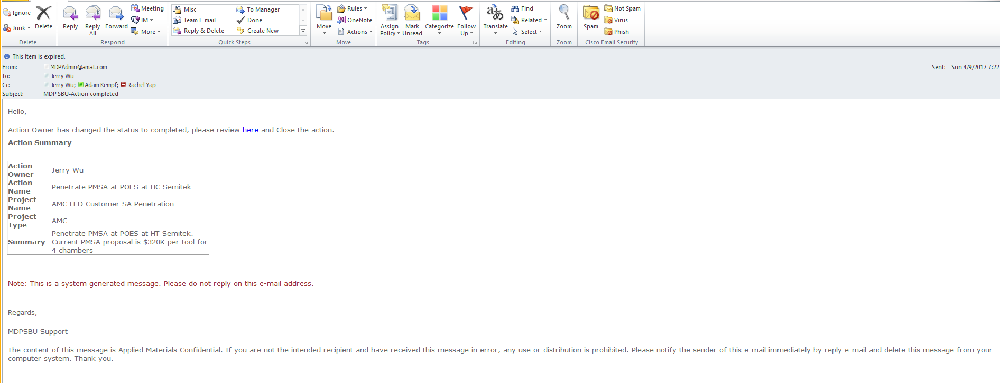 Ignore
Junk
Delete
Delete
Reply
Reply All
Forward
Meeting
IM
More
Respond
Misc
Team E-mail
Reply & Delete
To Manager
Done
Create New
Quick Steps
Move
Rules
OneNote
Actions
Move
Assign Policy
Mark Unread
Categorize
Follow Up
Tags
Translate
Find
Related
Select
Editing
Zoom
Zoom
Spam
Not Spam
Virus
Phish
Cisco Email Security
This item is expired.
From: MDPAdmin@amat.com
Sent: Sun 4/9/2017 7:22
To: Jerry Wu
Cc: Jerry Wu; Adam Kempf; Rachel Yap
Subject: MDP SBU-Action completed
Hello,
Action Owner has changed the status to completed, please review here and Close the action.
Action Summary
Action Owner Jerry Wu
Action Name Penetrate PMSA at POES at HC Semitek
Project Name AMC LED Customer SA Penetration
Project Type AMC
Summary Penetrate PMSA at POES at HT Semitek.
Current PMSA proposal is $320K per tool for
4 chambers
Note: This is a system generated message. Please do not reply on this e-mail address.
Regards,
MDPSBU Support
The content of this message is Applied Materials Confidential. If you are not the intended recipient and have received this message in error, any use or distribution is prohibited. Please notify the sender of this e-mail immediately by reply e-mail and delete this message from your
computer system. Thank you.